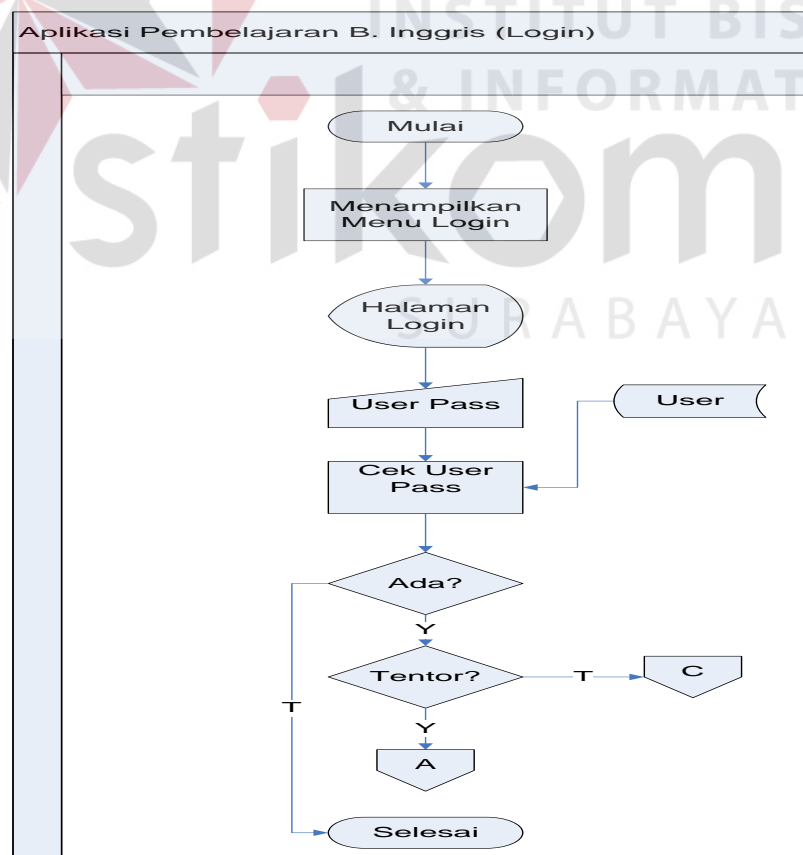 INSTITUT BIS
Aplikasi Pembelajaran B. Inggris (Login)
& INFORMAT
stikom
SURABAYA
Mulai
Menampilkan
Menu Login
Halaman
Login
User Pass
User
Cek User
Pass
Ada?
Y
Tentor?
T
C
T
Y
A
Selesai